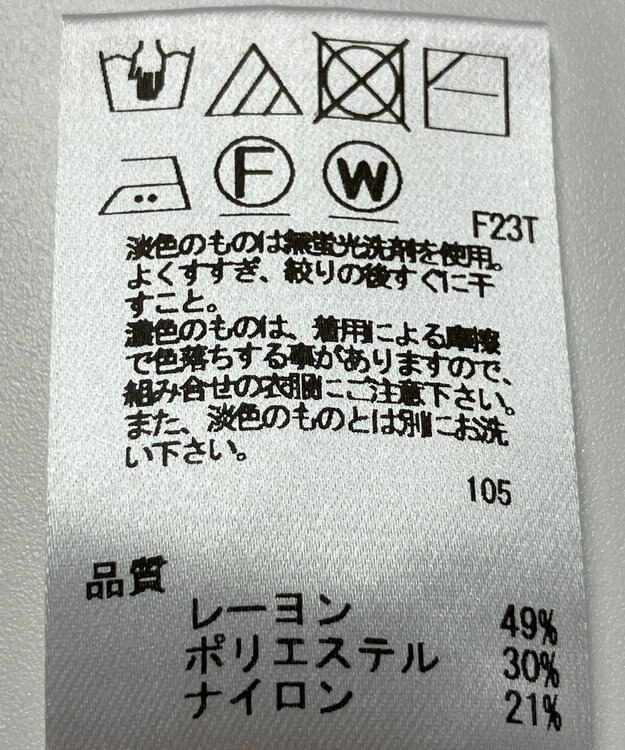 F W
F23T
淡色のものは無蛍光洗剤を使用。
よくすすぎ、絞りの後すぐに干
すこと。
濃色のものは、着用による摩擦
で色落ちする事がありますので、
組み合せの衣服にご注意下さい。
また、淡色のものとは別にお洗
い下さい。
105
品質
レーヨン 49%
ポリエステル 30%
ナイロン 21%